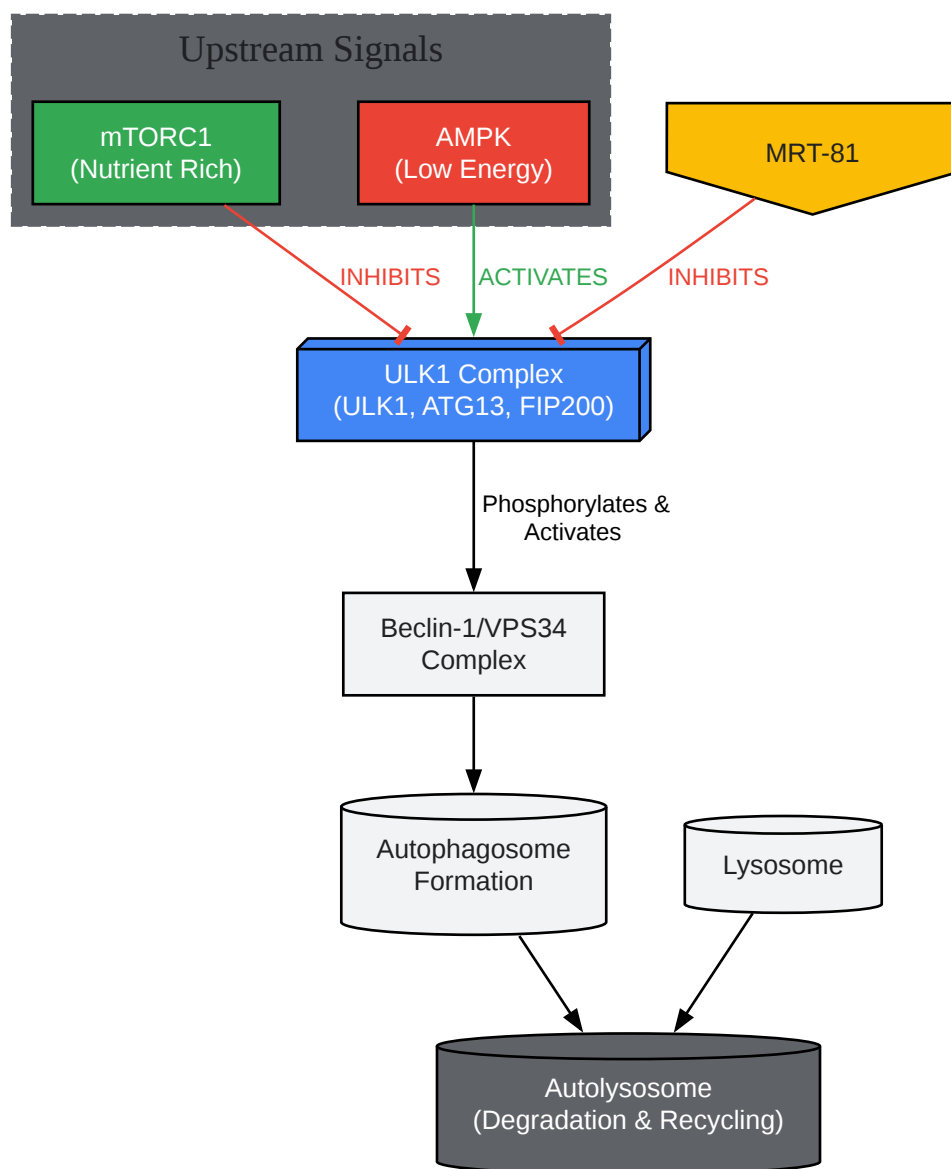 Upstream Signals
mTORC1
(Nutrient Rich)
AMPK
(Low Energy)
MRT-81
INHIBITS
ACTIVATES
INHIBITS
ULK1 Complex
(ULK1, ATG13, FIP200)
Phosphorylates &
Activates
Beclin-1/VPS34
Complex
Autophagosome
Formation
Lysosome
Autolysosome
(Degradation & Recycling)